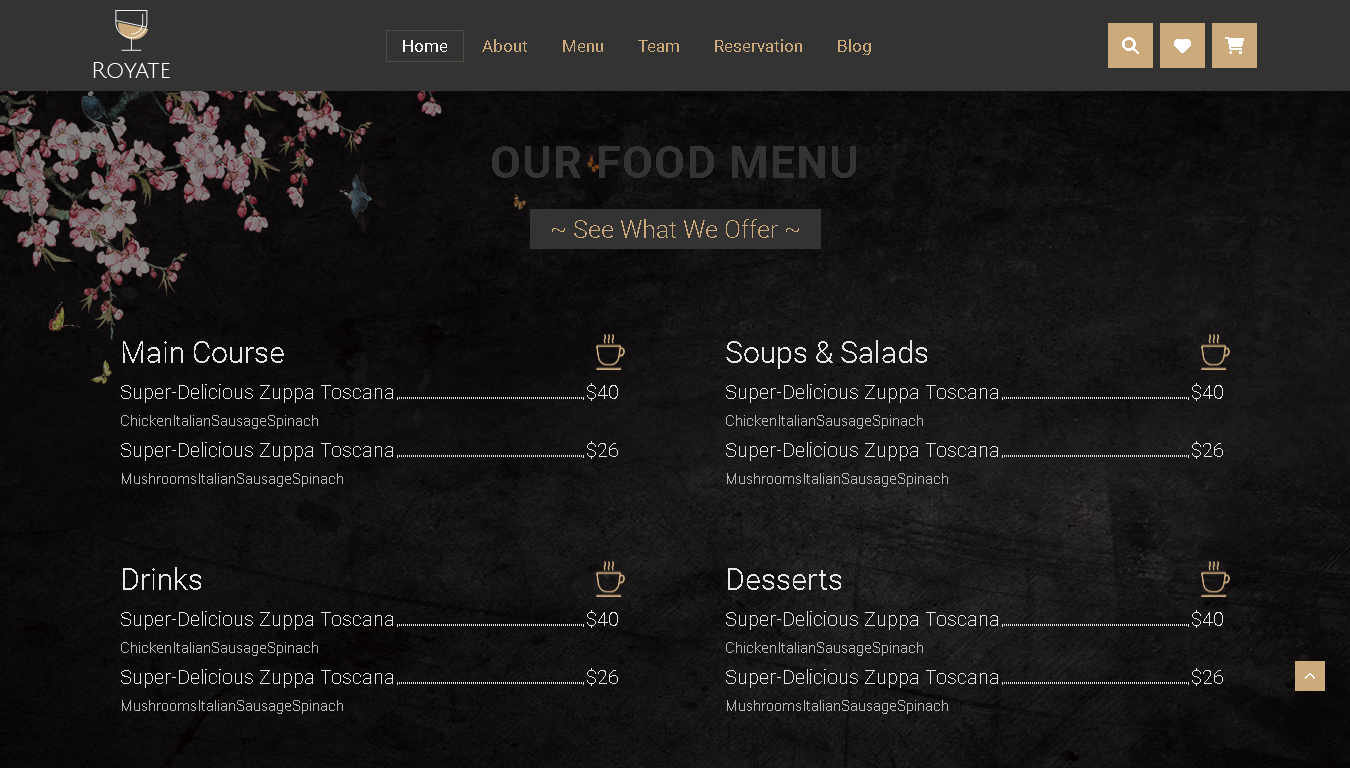 ROYATE
Home About Menu Team Reservation Blog
OUR FOOD MENU
~ See What We Offer ~
Main Course
Super-Delicious Zuppa Toscana $40
ChickenItalianSausageSpinach
Super-Delicious Zuppa Toscana $26
MushroomsItalianSausageSpinach
Soups & Salads
Super-Delicious Zuppa Toscana $40
ChickenItalianSausageSpinach
Super-Delicious Zuppa Toscana $26
MushroomsItalianSausageSpinach
Drinks
Super-Delicious Zuppa Toscana $40
ChickenItalianSausageSpinach
Super-Delicious Zuppa Toscana $26
MushroomsItalianSausageSpinach
Desserts
Super-Delicious Zuppa Toscana $40
ChickenItalianSausageSpinach
Super-Delicious Zuppa Toscana $26
MushroomsItalianSausageSpinach